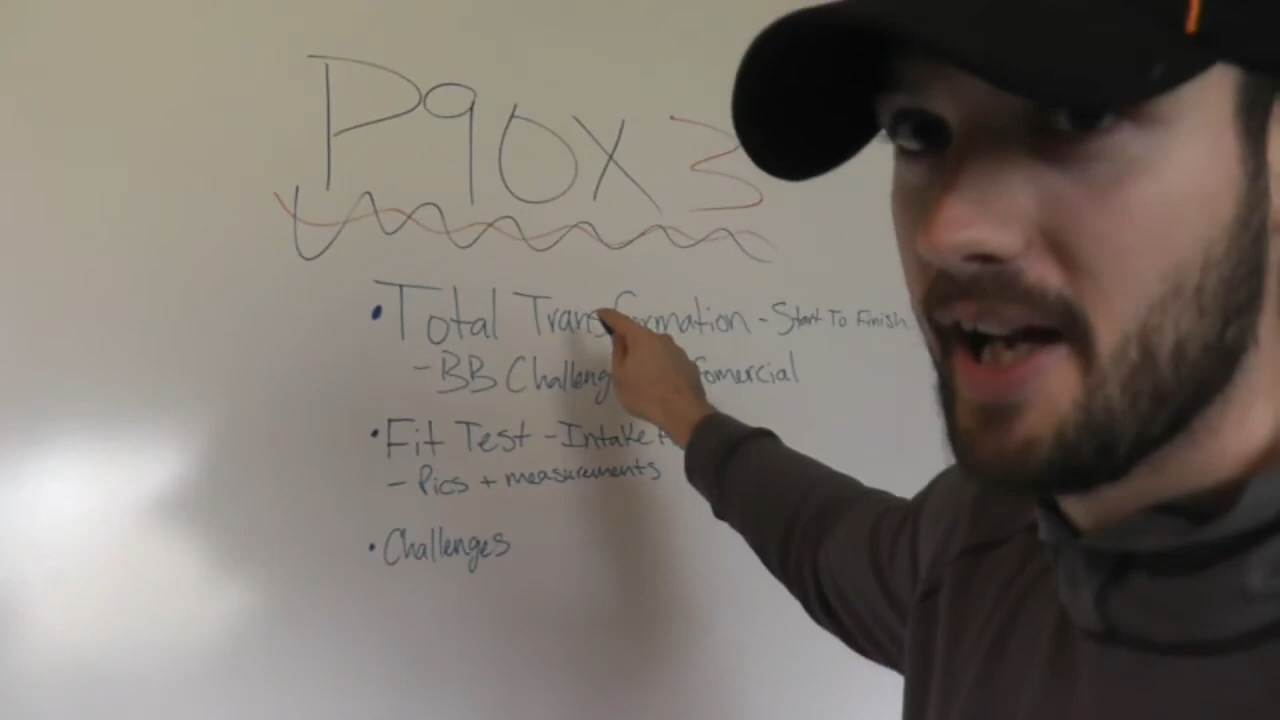 P90X3
• Total Transformation - Start To Finish
- BB Challeng fomercial
• Fit Test - Intake
- Pics + measurements
• Challenges